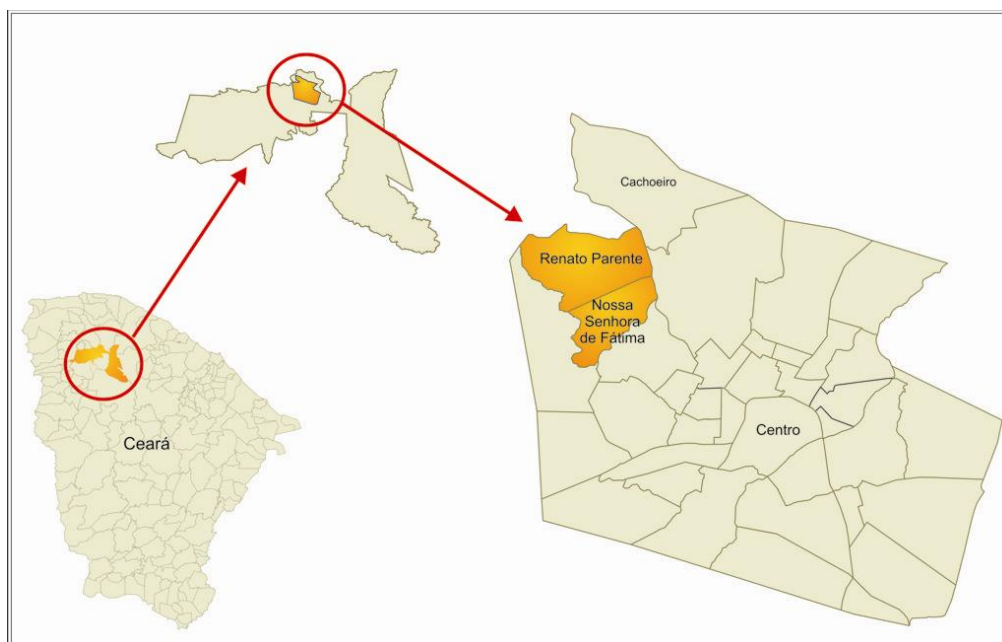 Cachoeiro
Renato Parente
Nossa
Senhora
de Fátima
Centro
Ceará